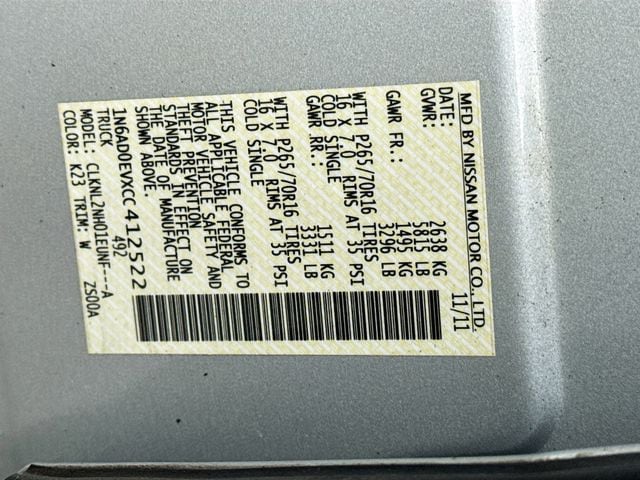 MFD BY NISSAN MOTOR CO., LTD.
DATE: 11/11
GVWR: 2638 KG
5815 LB
GAWR FR.: 1495 KG
3296 LB
WITH P265/70R16 TIRES
16 X 7.0 RIMS AT 35 PSI
COLD SINGLE
GAWR RR.: 1511 KG
3331 LB
WITH P265/70R16 TIRES
16 X 7.0 RIMS AT 35 PSI
COLD SINGLE
THIS VEHICLE CONFORMS TO
ALL APPLICABLE FEDERAL
MOTOR VEHICLE SAFETY AND
THEFT PREVENTION
STANDARDS IN EFFECT ON
THE DATE OF MANUFACTURE
SHOWN ABOVE.
1N6AD0EVXCC412522
TRUCK 492
MODEL: CLKNL2NH01EUNF---A
COLOR: K23 TRIM: W ZS00A